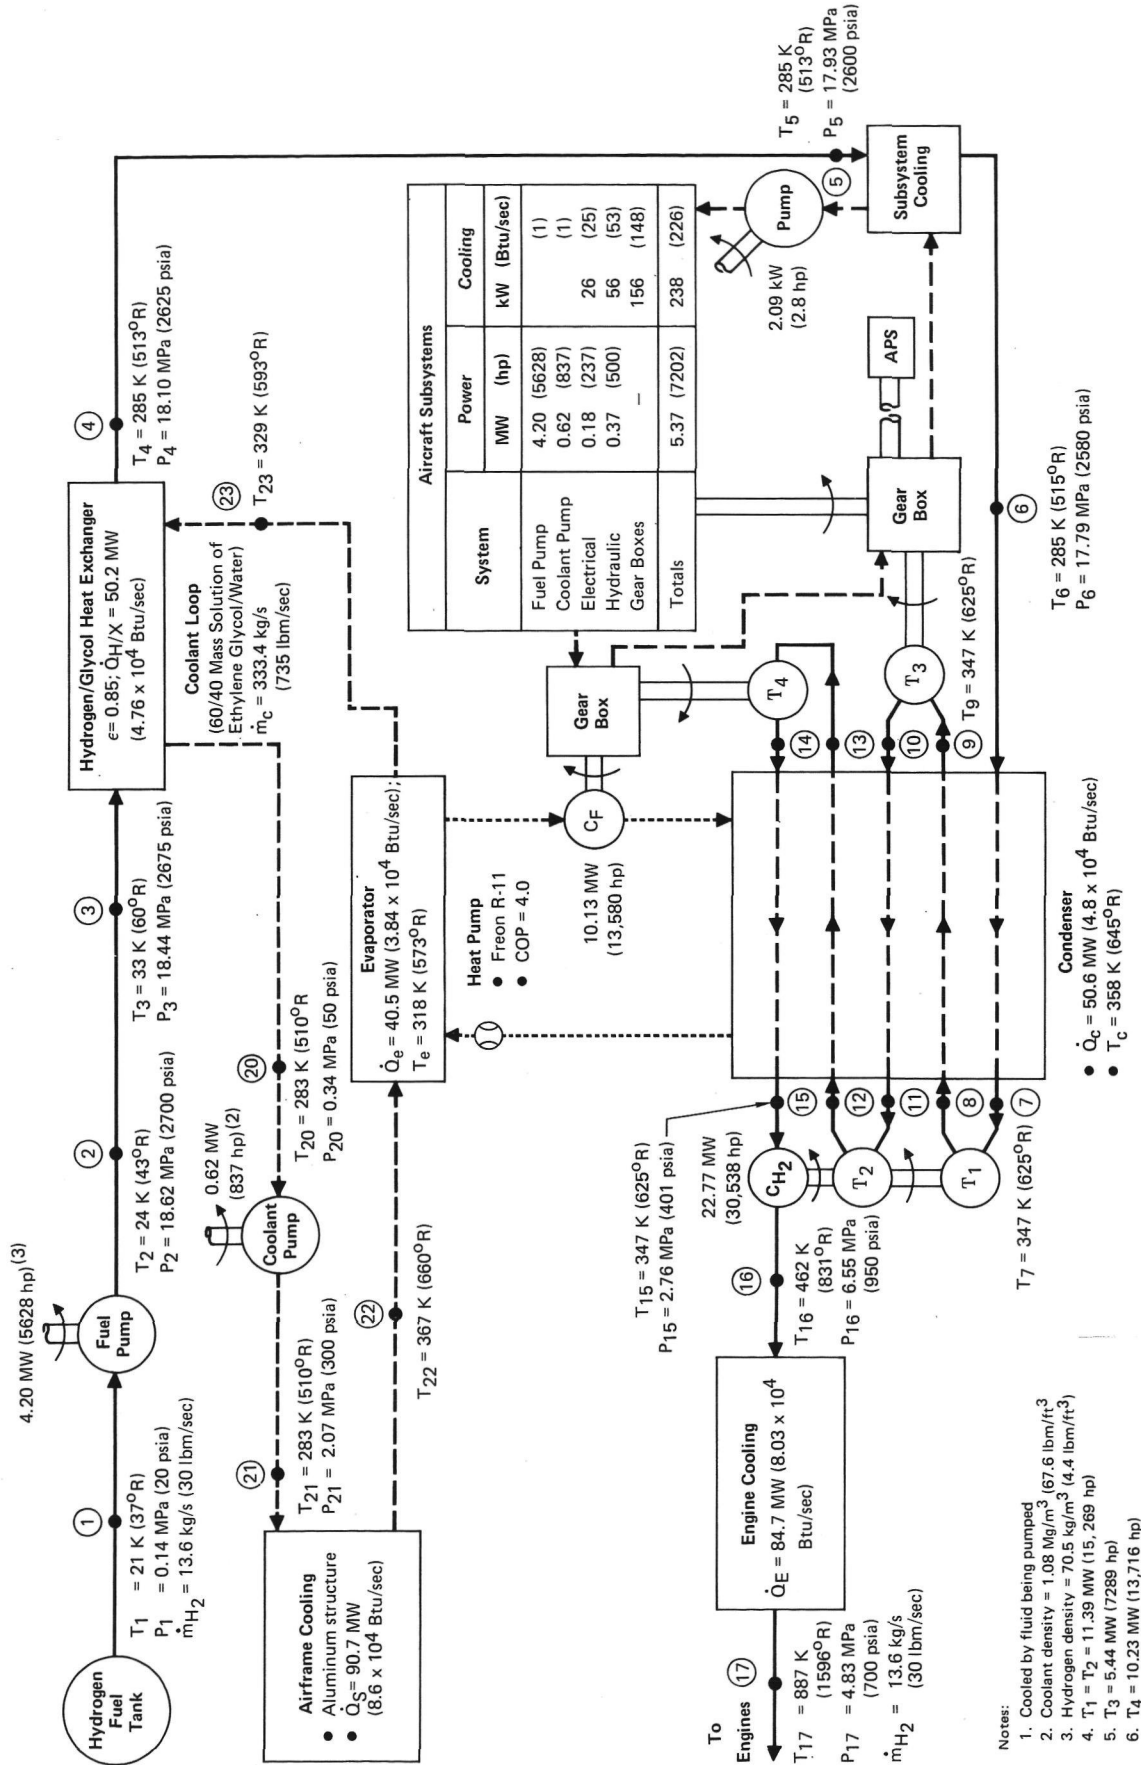 Hydrogen
Fuel
Tank
①
T1 = 21 K (37°R)
P1 = 0.14 MPa (20 psia)
ṁH2 = 13.6 kg/s (30 lbm/sec)
4.20 MW (5628 hp)(3)
Fuel
Pump
②
T2 = 24 K (43°R)
P2 = 18.62 MPa (2700 psia)
③
T3 = 33 K (60°R)
P3 = 18.44 MPa (2675 psia)
Hydrogen/Glycol Heat Exchanger
ϵ= 0.85; Q̇H/X = 50.2 MW
(4.76 x 10⁴ Btu/sec)
④
T4 = 285 K (513°R)
P4 = 18.10 MPa (2625 psia)
㉓
T23 = 329 K (593°R)
Coolant Loop
(60/40 Mass Solution of
Ethylene Glycol/Water)
ṁc = 333.4 kg/s
(735 lbm/sec)
⑳
T20 = 283 K (510°R)
P20 = 0.34 MPa (50 psia)
0.62 MW
(837 hp)(2)
Coolant
Pump
㉑
T21 = 283 K (510°R)
P21 = 2.07 MPa (300 psia)
Airframe Cooling
● Aluminum structure
● Q̇S= 90.7 MW
(8.6 x 10⁴ Btu/sec)
㉒
T22 = 367 K (660°R)
Evaporator
Q̇e = 40.5 MW (3.84 x 10⁴ Btu/sec);
Te = 318 K (573°R)
Heat Pump
● Freon R-11
● COP = 4.0
CF
10.13 MW
(13,580 hp)
Gear
Box
Aircraft Subsystems
System Power Cooling
MW (hp) kW (Btu/sec)
Fuel Pump 4.20 (5628) (1)
Coolant Pump 0.62 (837) (1)
Electrical 0.18 (237) 26 (25)
Hydraulic 0.37 (500) 56 (53)
Gear Boxes — 156 (148)
Totals 5.37 (7202) 238 (226)
Pump
2.09 kW
(2.8 hp)
⑤
T5 = 285 K
(513°R)
P5 = 17.93 MPa
(2600 psia)
Subsystem
Cooling
APS
Gear
Box
⑥
T6 = 285 K (515°R)
P6 = 17.79 MPa (2580 psia)
T4
T3
⑭
⑬
⑩
⑨
T9 = 347 K (625°R)
Condenser
● Q̇c = 50.6 MW (4.8 x 10⁴ Btu/sec)
● Tc = 358 K (645°R)
⑮
⑫
⑪
⑧
⑦
T15 = 347 K (625°R)
P15 = 2.76 MPa (401 psia)
22.77 MW
(30,538 hp)
CH2
T2
T1
T7 = 347 K (625°R)
⑯
T16 = 462 K
(831°R)
P16 = 6.55 MPa
(950 psia)
Engine Cooling
Q̇E = 84.7 MW (8.03 x 10⁴
Btu/sec)
To
Engines
⑰
T17 = 887 K
(1596°R)
P17 = 4.83 MPa
(700 psia)
ṁH2 = 13.6 kg/s
(30 lbm/sec)
Notes:
1. Cooled by fluid being pumped
2. Coolant density = 1.08 Mg/m³ (67.6 lbm/ft³)
3. Hydrogen density = 70.5 kg/m³ (4.4 lbm/ft³)
4. T1 = T2 = 11.39 MW (15, 269 hp)
5. T3 = 5.44 MW (7289 hp)
6. T4 = 10.23 MW (13,716 hp)